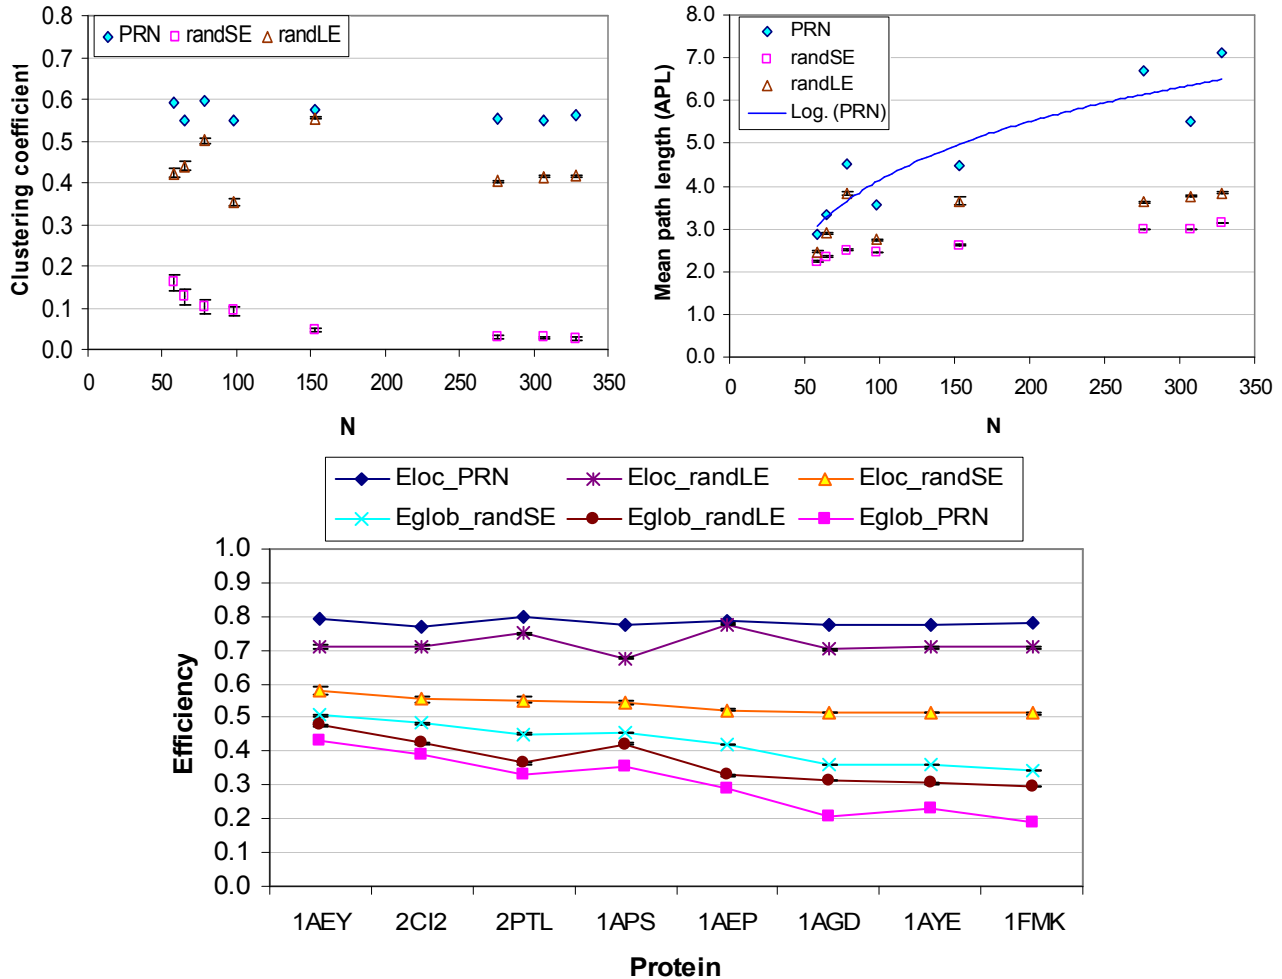 PRN randSE randLE
0.8
0.7
0.6
0.5
0.4
0.3
0.2
0.1
0.0
Clustering coefficient
0 50 100 150 200 250 300 350
N
PRN
randSE
randLE
Log. (PRN)
8.0
7.0
6.0
5.0
4.0
3.0
2.0
1.0
0.0
Mean path length (APL)
0 50 100 150 200 250 300 350
N
Eloc_PRN Eloc_randLE Eloc_randSE
Eglob_randSE Eglob_randLE Eglob_PRN
1.0
0.9
0.8
0.7
0.6
0.5
0.4
0.3
0.2
0.1
0.0
Efficiency
1AEY 2CI2 2PTL 1APS 1AEP 1AGD 1AYE 1FMK
Protein